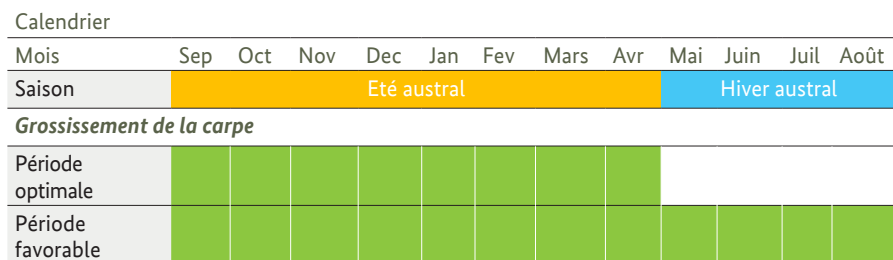 Calendrier
Mois Sep Oct Nov Dec Jan Fev Mars Avr Mai Juin Juil Août
Saison Eté austral Hiver austral
Grossissement de la carpe
Période
optimale
Période
favorable